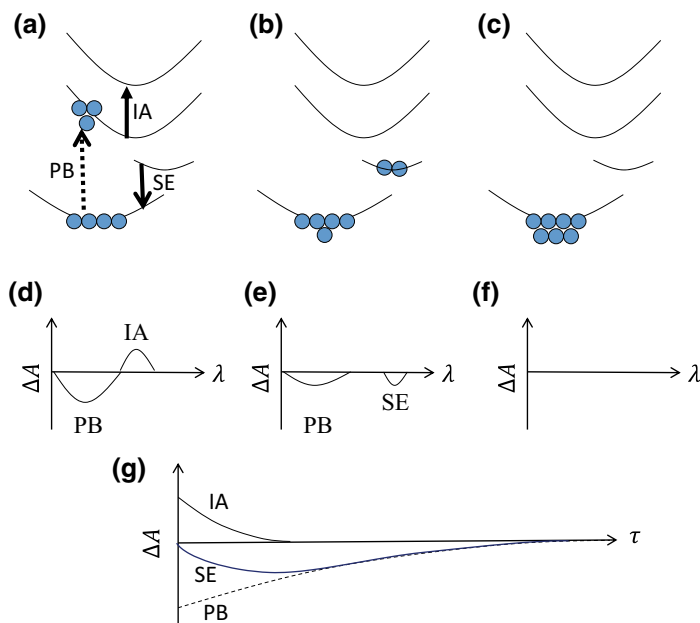 (a) (b) (c)
IA
PB
SE
(d) (e) (f)
IA
ΔA λ ΔA λ ΔA λ
PB PB SE
(g)
IA
ΔA τ
SE
PB